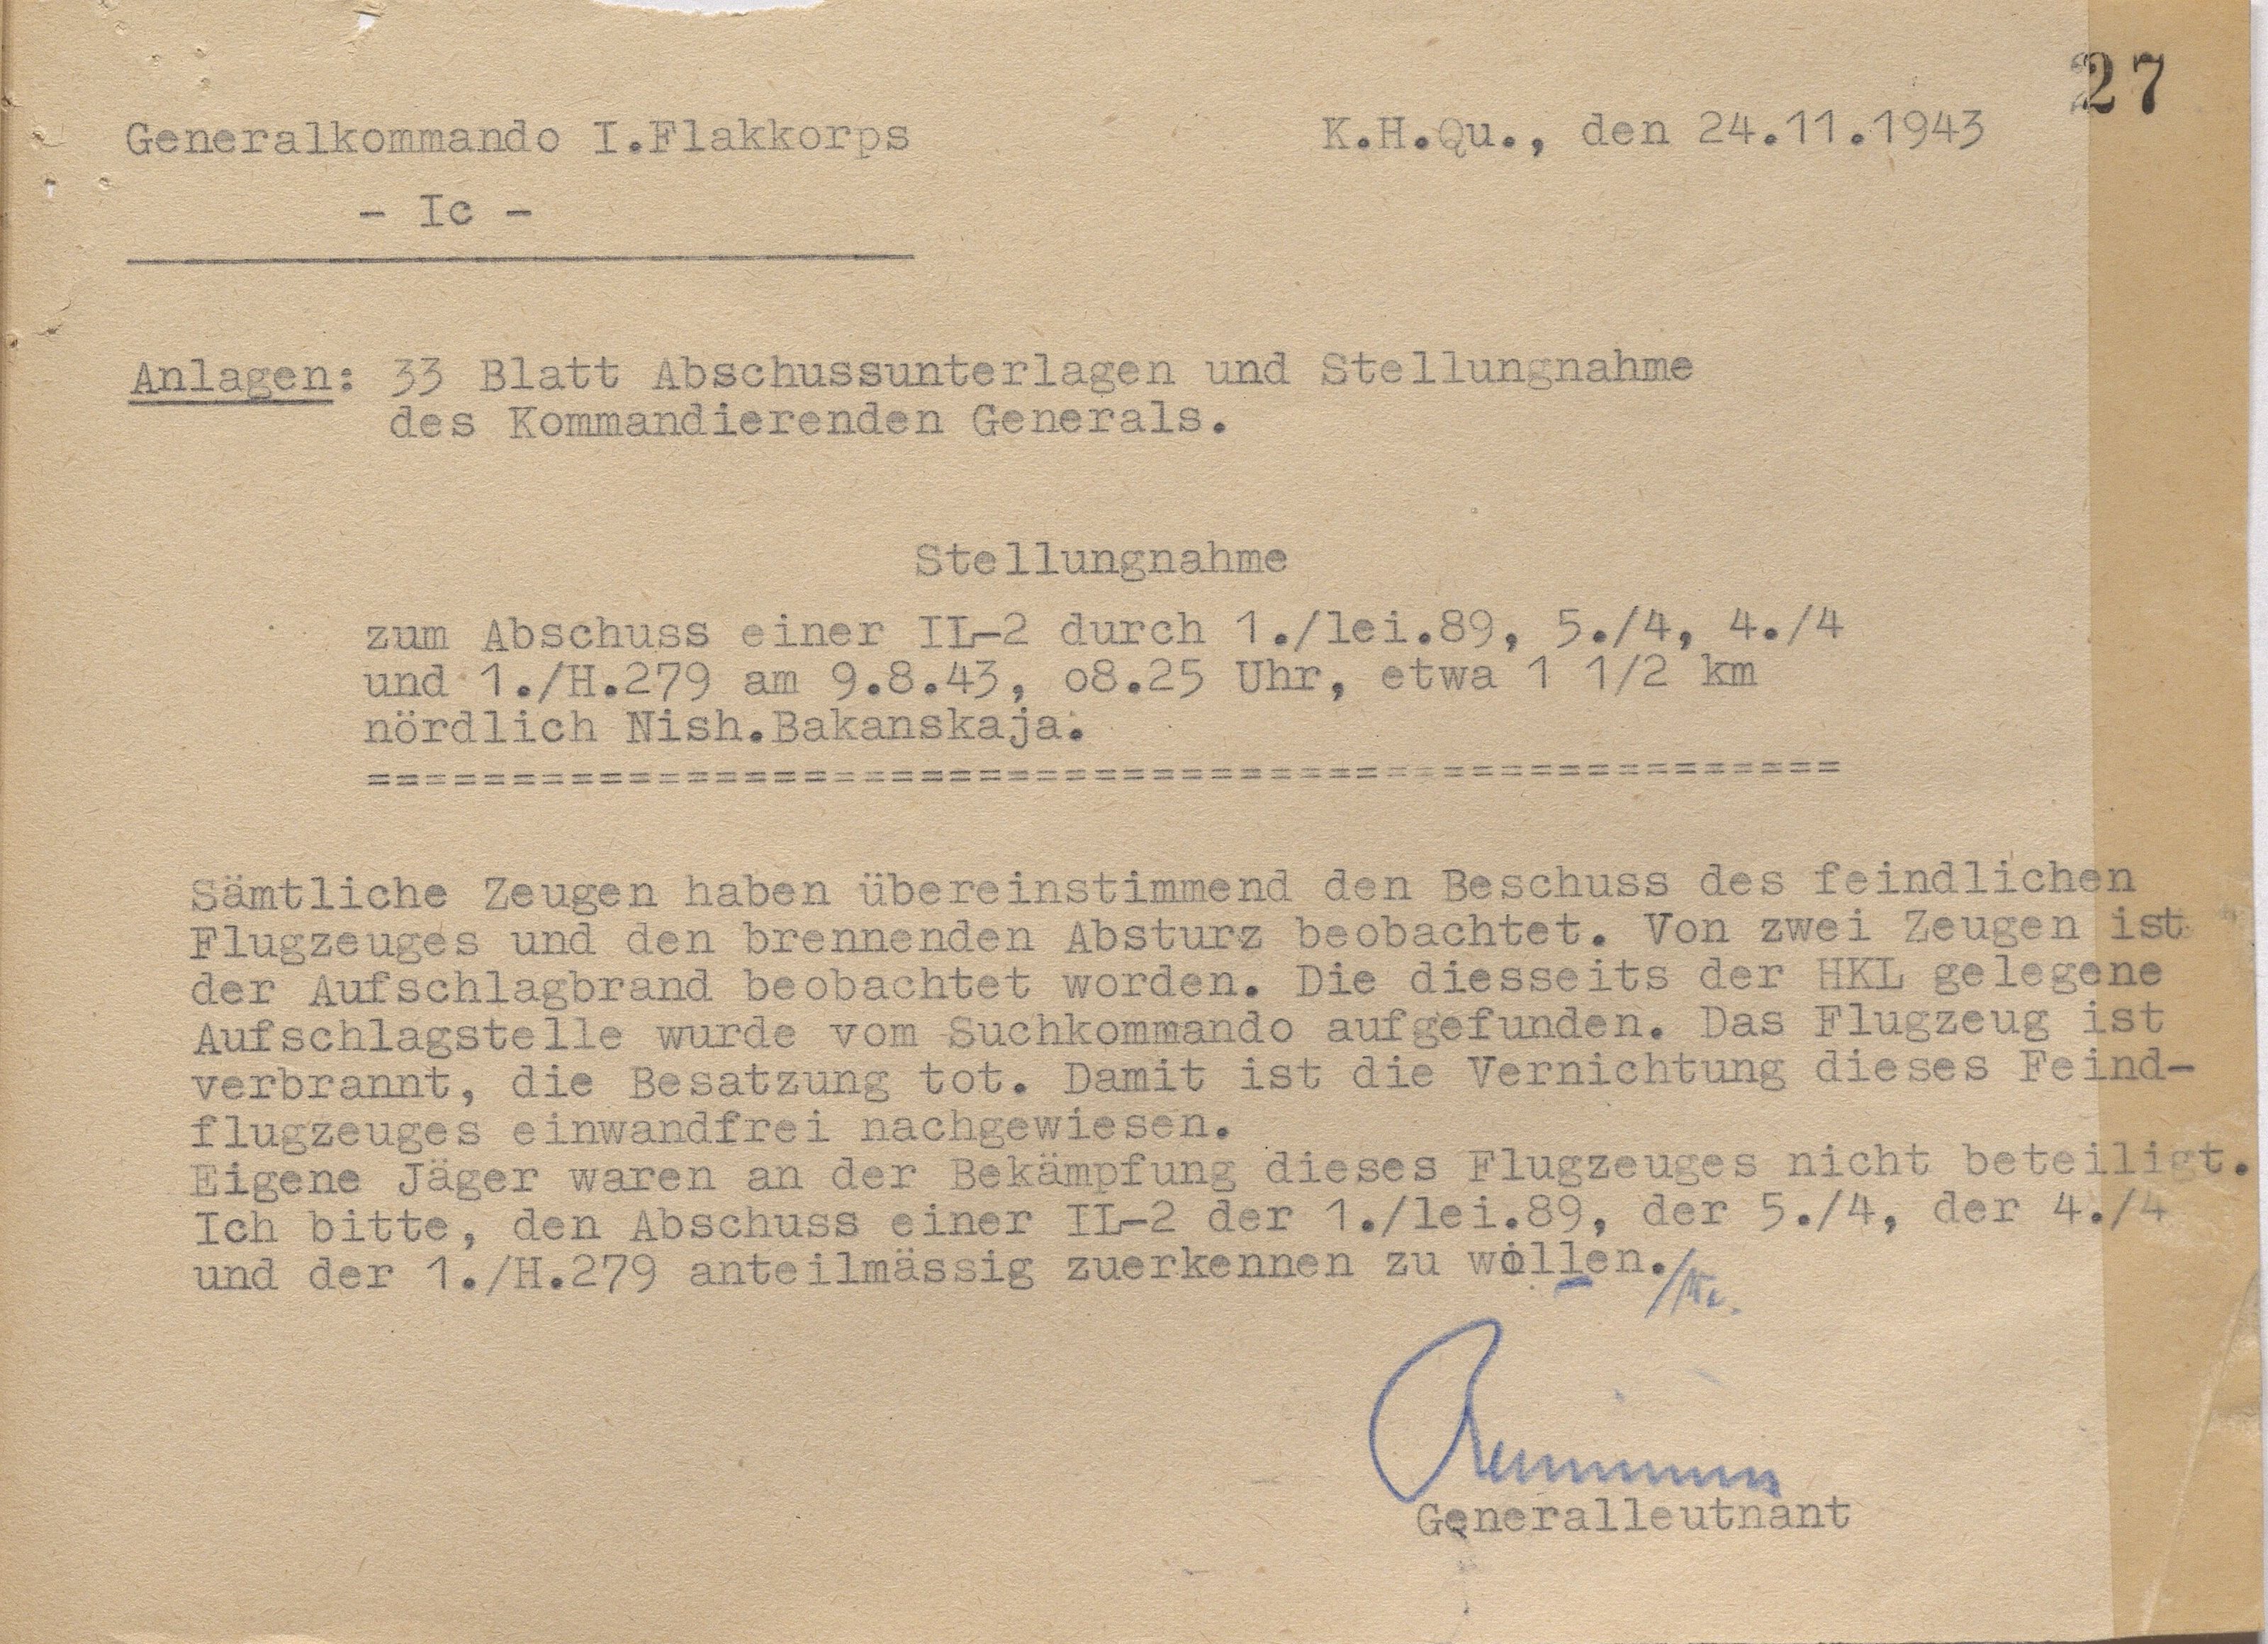 27
Generalkommando I.Flakkorps
K.H.Qu., den 24.11.1943
- Ic -
Anlagen: 33 Blatt Abschussunterlagen und Stellungnahme
des Kommandierenden Generals.
Stellungnahme
zum Abschuss einer IL-2 durch 1./lei.89, 5./4, 4./4
und 1./H.279 am 9.8.43, o8.25 Uhr, etwa 1 1/2 km
nördlich Nish.Bakanskaja.
===================================================
Sämtliche Zeugen haben übereinstimmend den Beschuss des feindlichen
Flugzeuges und den brennenden Absturz beobachtet. Von zwei Zeugen ist
der Aufschlagbrand beobachtet worden. Die diesseits der HKL gelegene
Aufschlagstelle wurde vom Suchkommando aufgefunden. Das Flugzeug ist
verbrannt, die Besatzung tot. Damit ist die Vernichtung dieses Feind-
flugzeuges einwandfrei nachgewiesen.
Eigene Jäger waren an der Bekämpfung dieses Flugzeuges nicht beteiligt.
Ich bitte, den Abschuss einer IL-2 der 1./lei.89, der 5./4, der 4./4
und der 1./H.279 anteilmässig zuerkennen zu wollen.
Generalleutnant